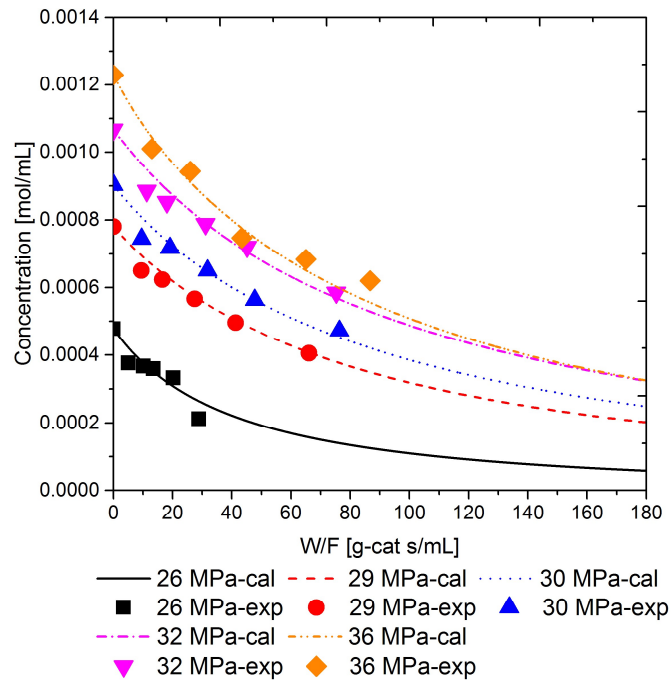 0.0014
0.0012
0.0010
0.0008
0.0006
0.0004
0.0002
0.0000
Concentration [mol/mL]
0 20 40 60 80 100 120 140 160 180
W/F [g-cat s/mL]
26 MPa-cal 29 MPa-cal 30 MPa-cal
26 MPa-exp 29 MPa-exp 30 MPa-exp
32 MPa-cal 36 MPa-cal
32 MPa-exp 36 MPa-exp